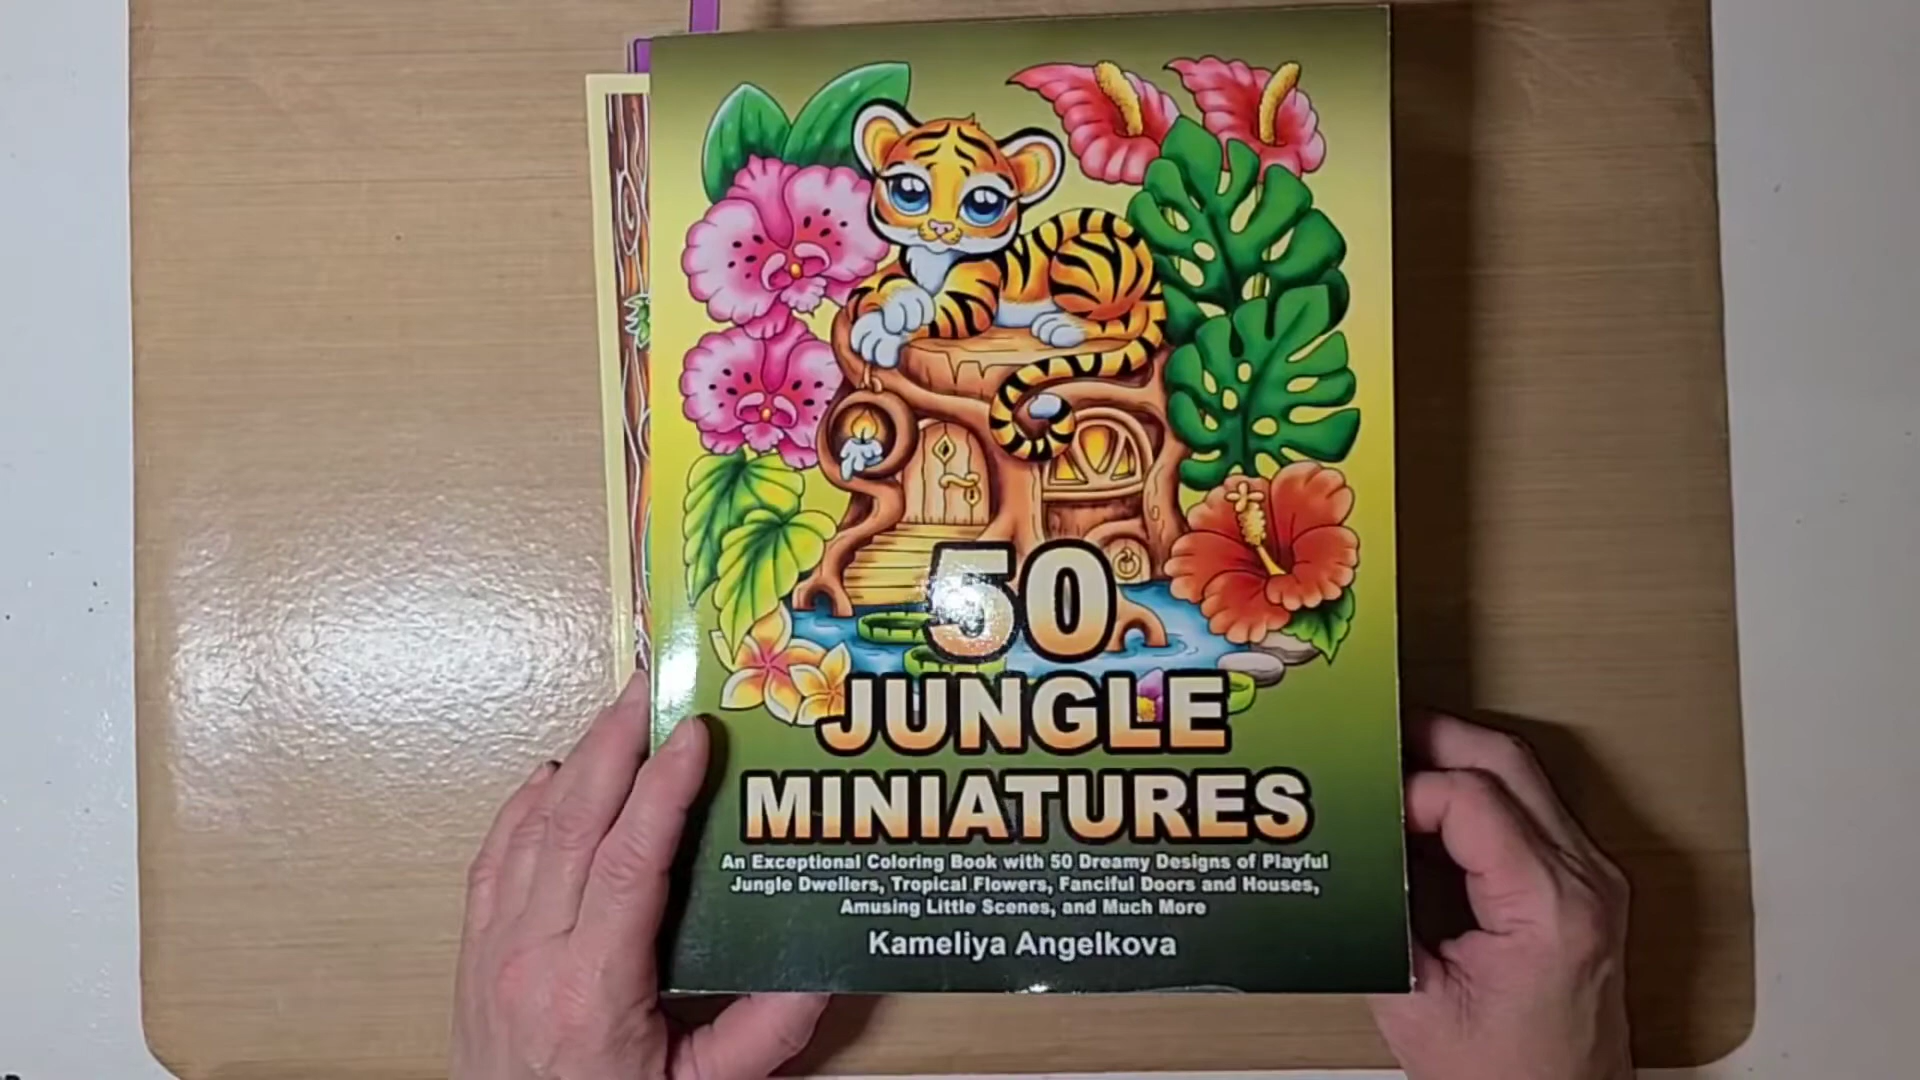 50
JUNGLE
MINIATURES
An Exceptional Coloring Book with 50 Dreamy Designs of Playful
Jungle Dwellers, Tropical Flowers, Fanciful Doors and Houses,
Amusing Little Scenes, and Much More
Kameliya Angelkova